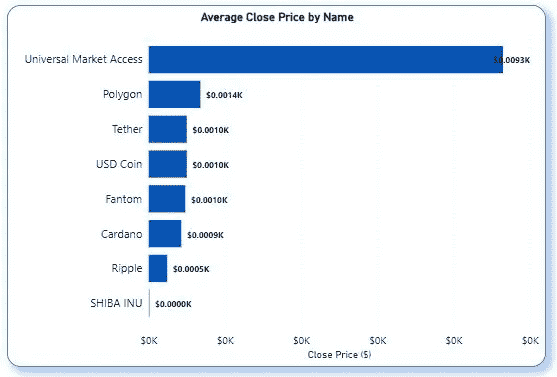 Average Close Price by Name
Universal Market Access $0.0093K
Polygon $0.0014K
Tether $0.0010K
USD Coin $0.0010K
Fantom $0.0010K
Cardano $0.0009K
Ripple $0.0005K
SHIBA INU $0.0000K
$0K $0K $0K $0K $0K $0K
Close Price ($)